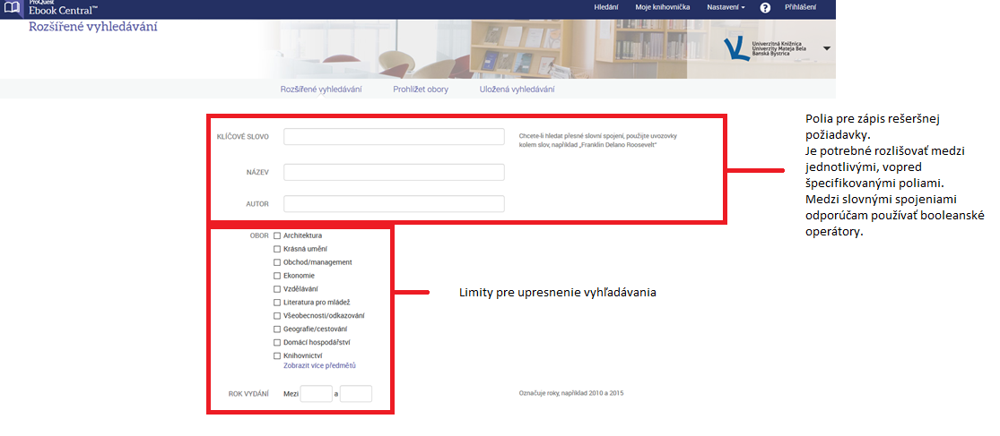 ProQuest
Ebook Central™
Hledání
Moje knihovnička
Nastavení
?
Přihlášení
Rozšířené vyhledávání
Univerzitná Knižnica
Univerzity Mateja Bela
Banská Bystrica
Rozšířené vyhledávání
Prohlížet obory
Uložená vyhledávání
KLÍČOVÉ SLOVO
Chcete-li hledat přesné slovní spojení, použijte uvozovky
kolem slov, například „Franklin Delano Roosevelt“
NÁZEV
AUTOR
Polia pre zápis rešeršnej
požiadavky.
Je potrebné rozlišovať medzi
jednotlivými, vopred
špecifikovanými poliami.
Medzi slovnými spojeniami
odporúčam používať booleanské
operátory.
OBOR
Architektura
Krásná umění
Obchod/management
Ekonomie
Vzdělávání
Literatura pro mládež
Všeobecnosti/odkazování
Geografie/cestování
Domácí hospodářství
Knihovnictví
Zobrazit více předmětů
Limity pre upresnenie vyhľadávania
ROK VYDÁNÍ
Mezi
a
Označuje roky, například 2010 a 2015